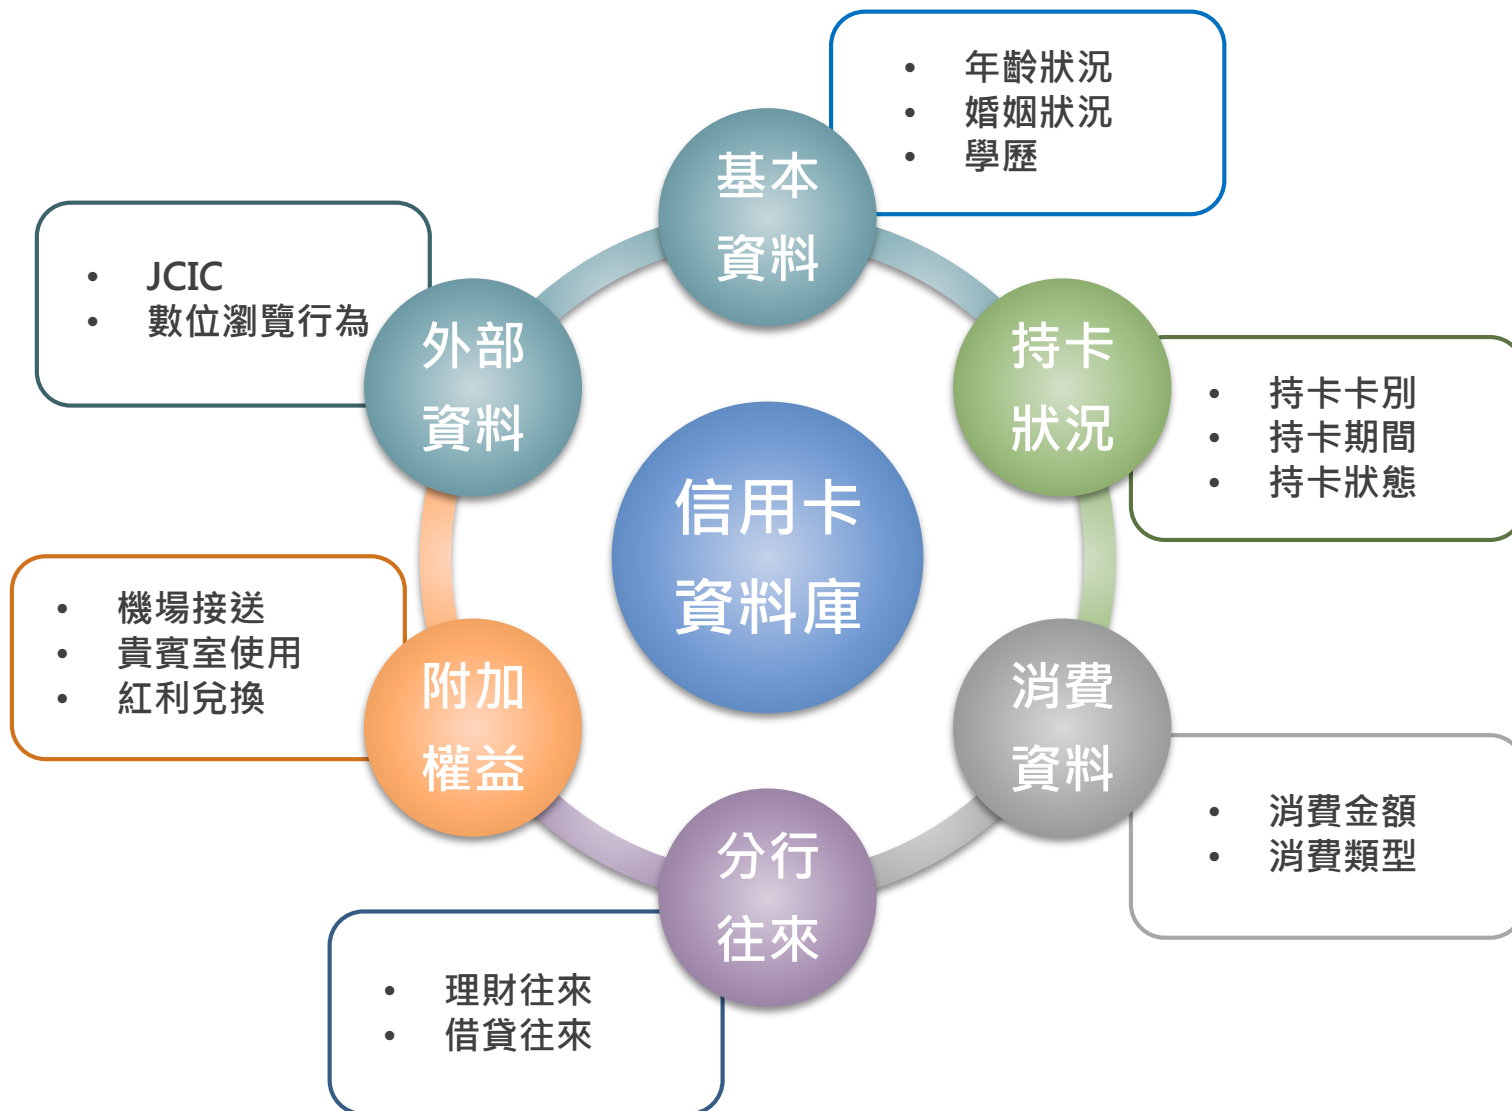 年齡狀況
婚姻狀況
學歷
基本
資料
JCIC
數位瀏覽行為
外部
資料
持卡
狀況
持卡卡別
持卡期間
持卡狀態
信用卡
資料庫
機場接送
貴賓室使用
紅利兌換
附加
權益
消費
資料
消費金額
消費類型
分行
往來
理財往來
借貸往來